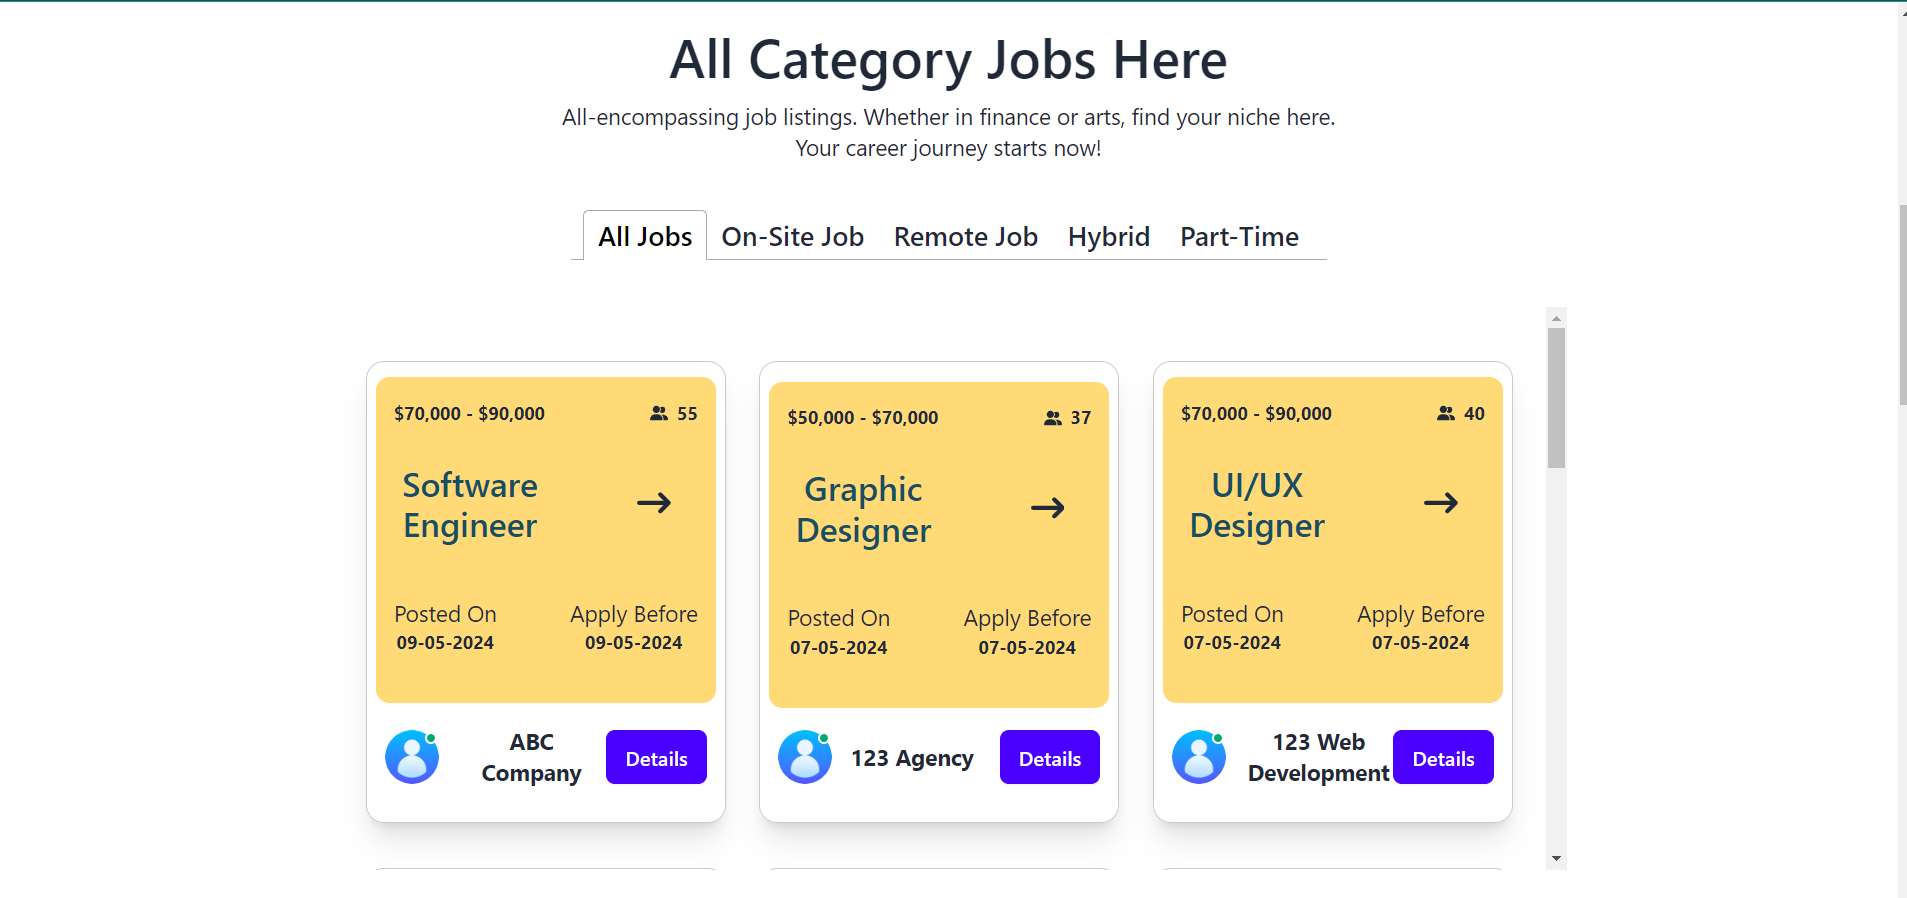 All Category Jobs Here
All-encompassing job listings. Whether in finance or arts, find your niche here.
Your career journey starts now!
All Jobs On-Site Job Remote Job Hybrid Part-Time
$70,000 - $90,000 55
Software
Engineer
Posted On Apply Before
09-05-2024 09-05-2024
ABC
Company
Details
$50,000 - $70,000 37
Graphic
Designer
Posted On Apply Before
07-05-2024 07-05-2024
123 Agency
Details
$70,000 - $90,000 40
UI/UX
Designer
Posted On Apply Before
07-05-2024 07-05-2024
123 Web
Development
Details